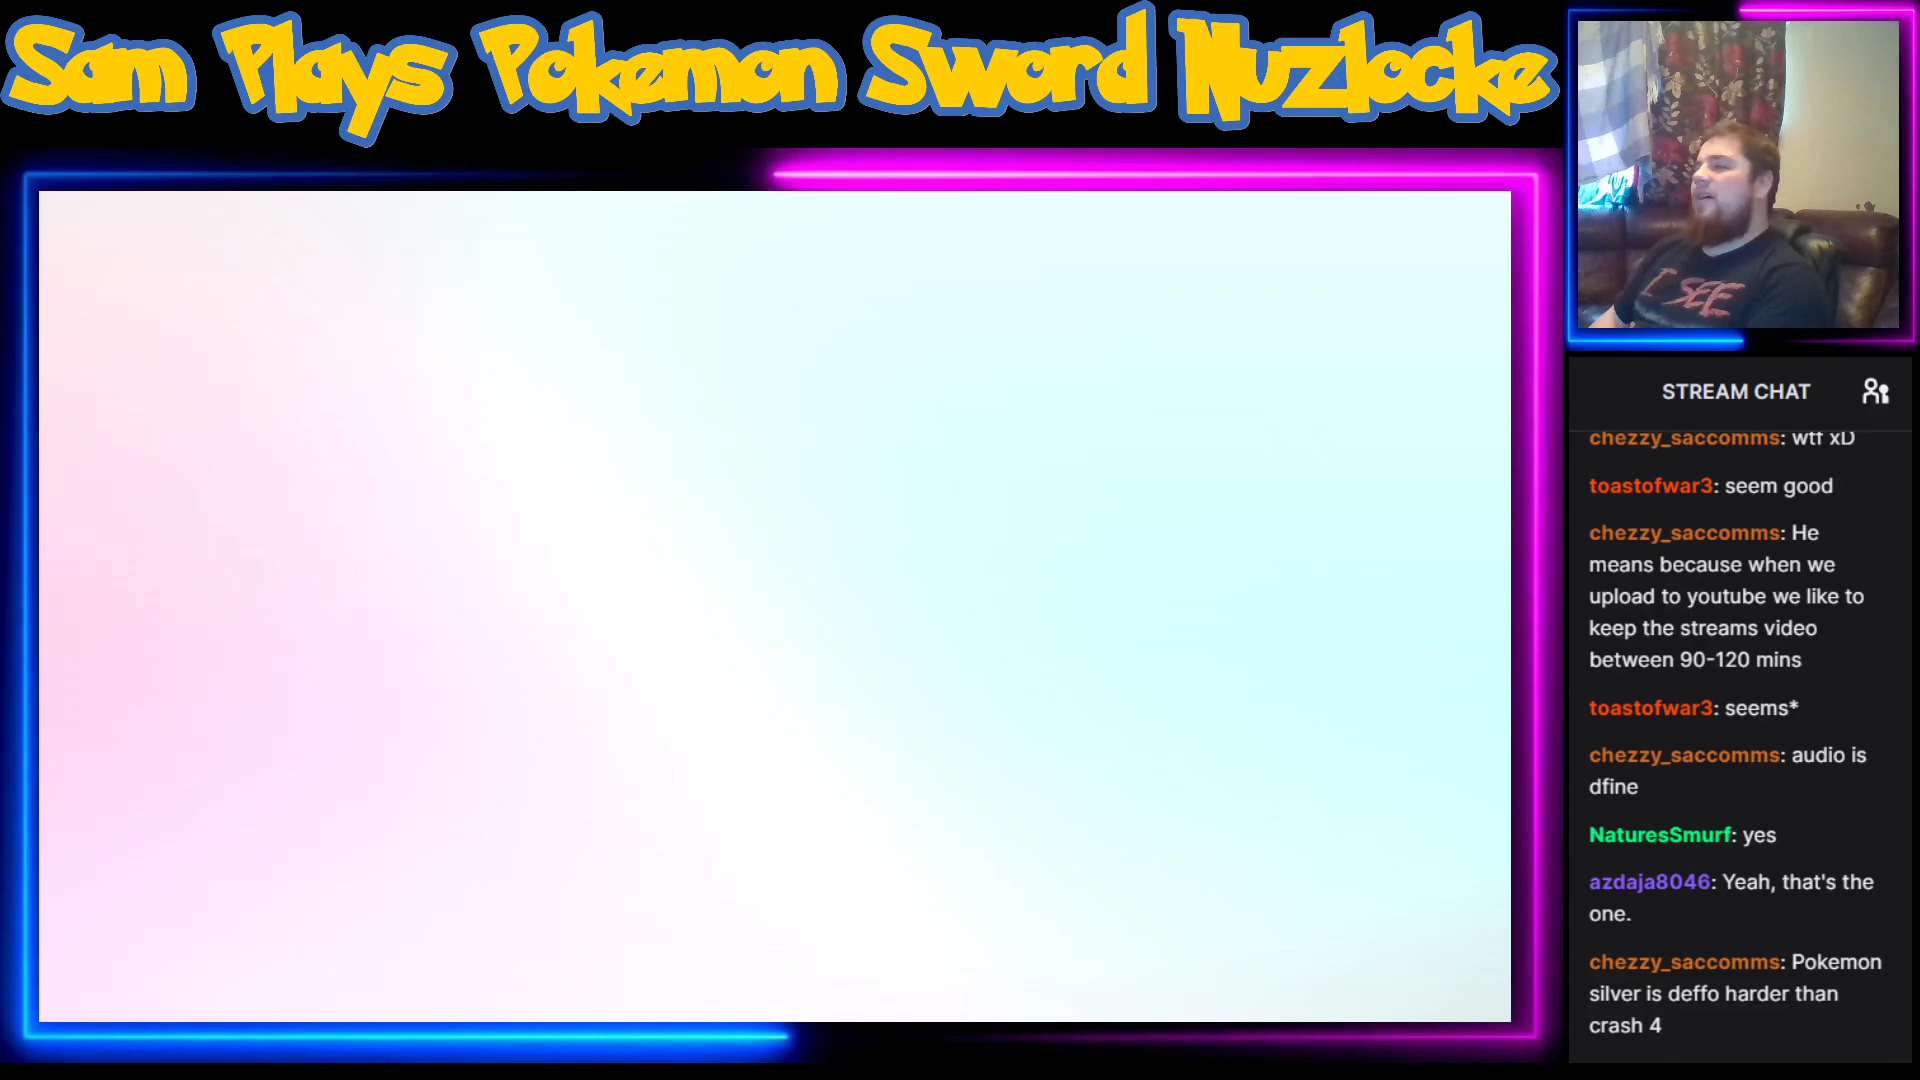 Sam Plays Pokemon Sword Nuzlocke
I SEE
STREAM CHAT
chezzy_saccomms: wtf xD
toastofwar3: seem good
chezzy_saccomms: He
means because when we
upload to youtube we like to
keep the streams video
between 90-120 mins
toastofwar3: seems*
chezzy_saccomms: audio is
dfine
NaturesSmurf: yes
azdaja8046: Yeah, that's the
one.
chezzy_saccomms: Pokemon
silver is deffo harder than
crash 4